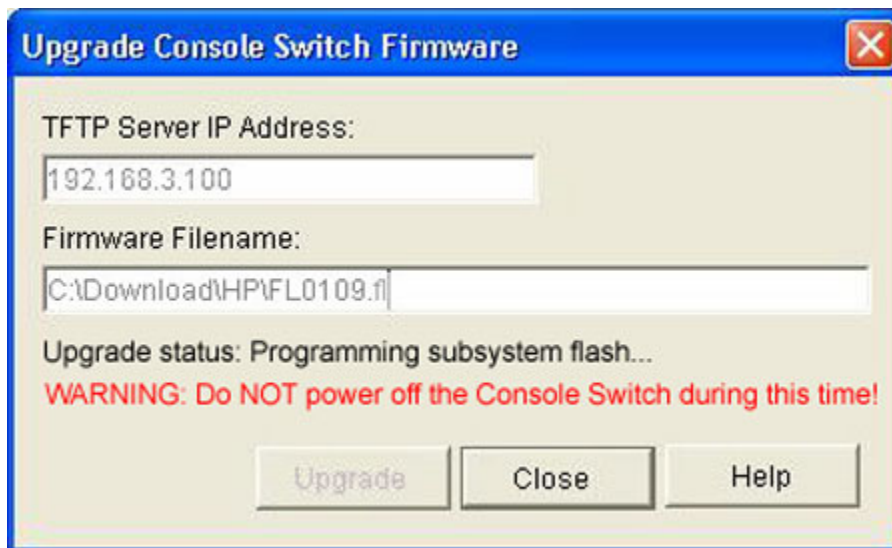 Upgrade Console Switch Firmware
TFTP Server IP Address:
192.168.3.100
Firmware Filename:
C:\Download\HP\FL0109.fl
Upgrade status: Programming subsystem flash...
WARNING: Do NOT power off the Console Switch during this time!
Upgrade Close Help